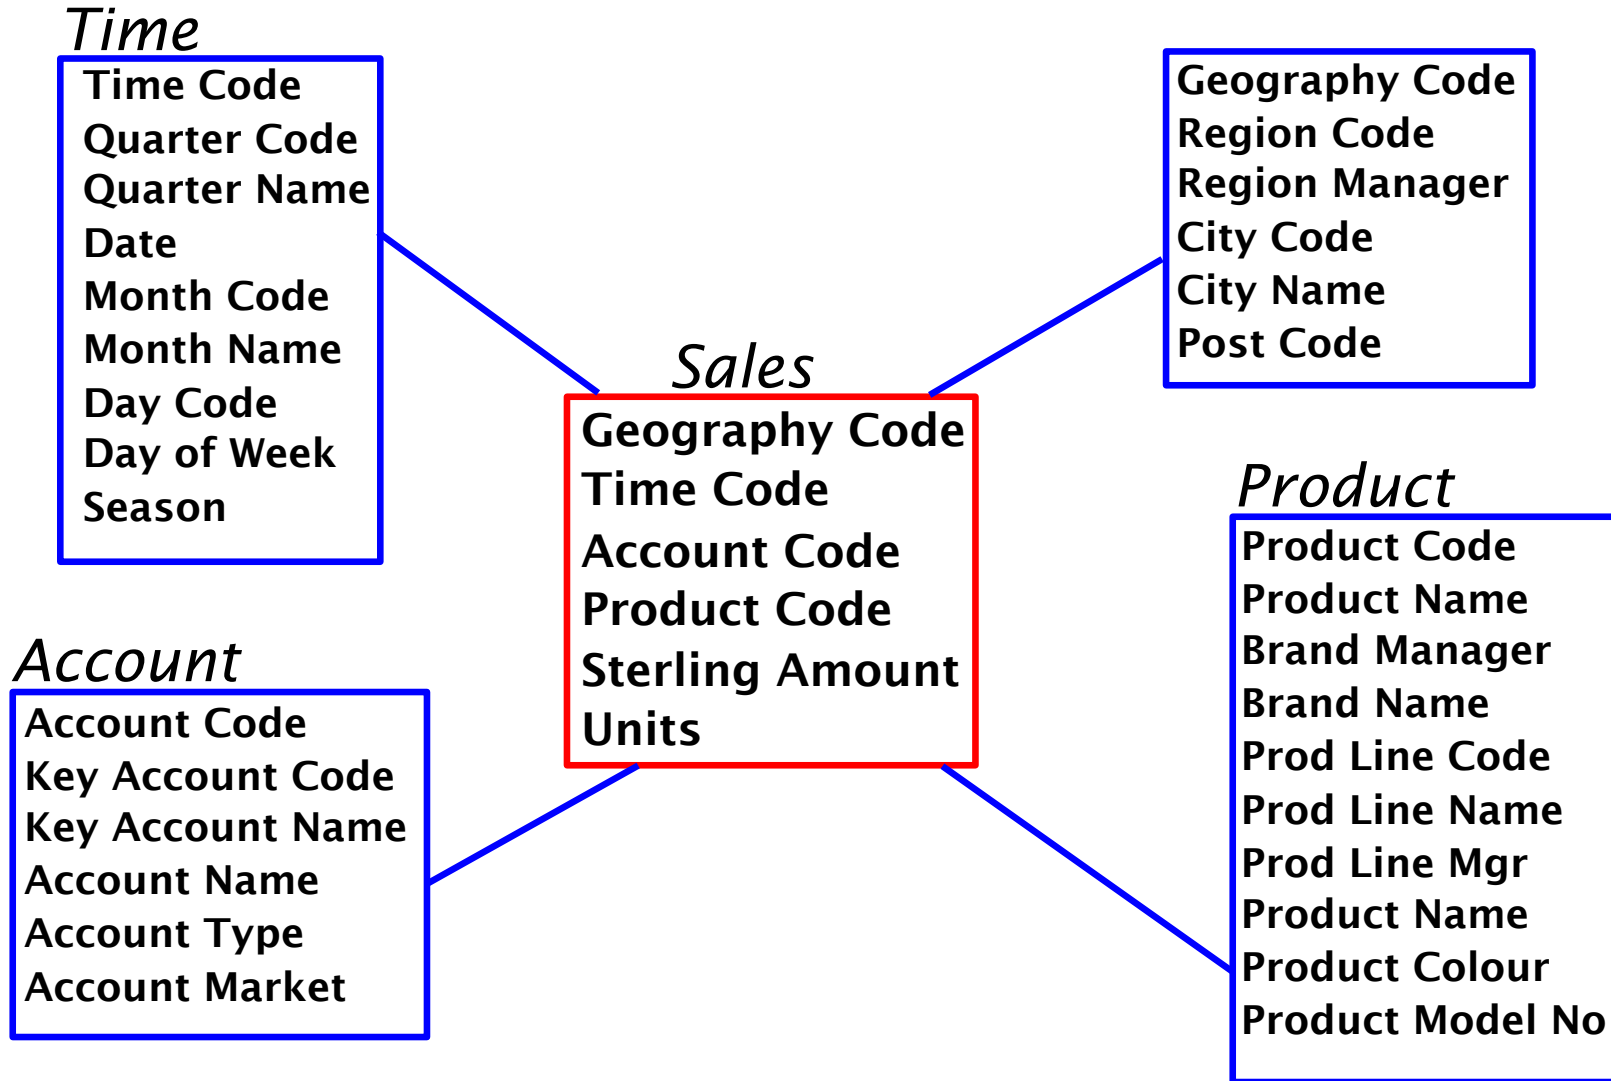 Time
Time Code
Quarter Code
Quarter Name
Date
Month Code
Month Name
Day Code
Day of Week
Season
Geography Code
Region Code
Region Manager
City Code
City Name
Post Code
Sales
Geography Code
Time Code
Account Code
Product Code
Sterling Amount
Units
Account
Account Code
Key Account Code
Key Account Name
Account Name
Account Type
Account Market
Product
Product Code
Product Name
Brand Manager
Brand Name
Prod Line Code
Prod Line Name
Prod Line Mgr
Product Name
Product Colour
Product Model No